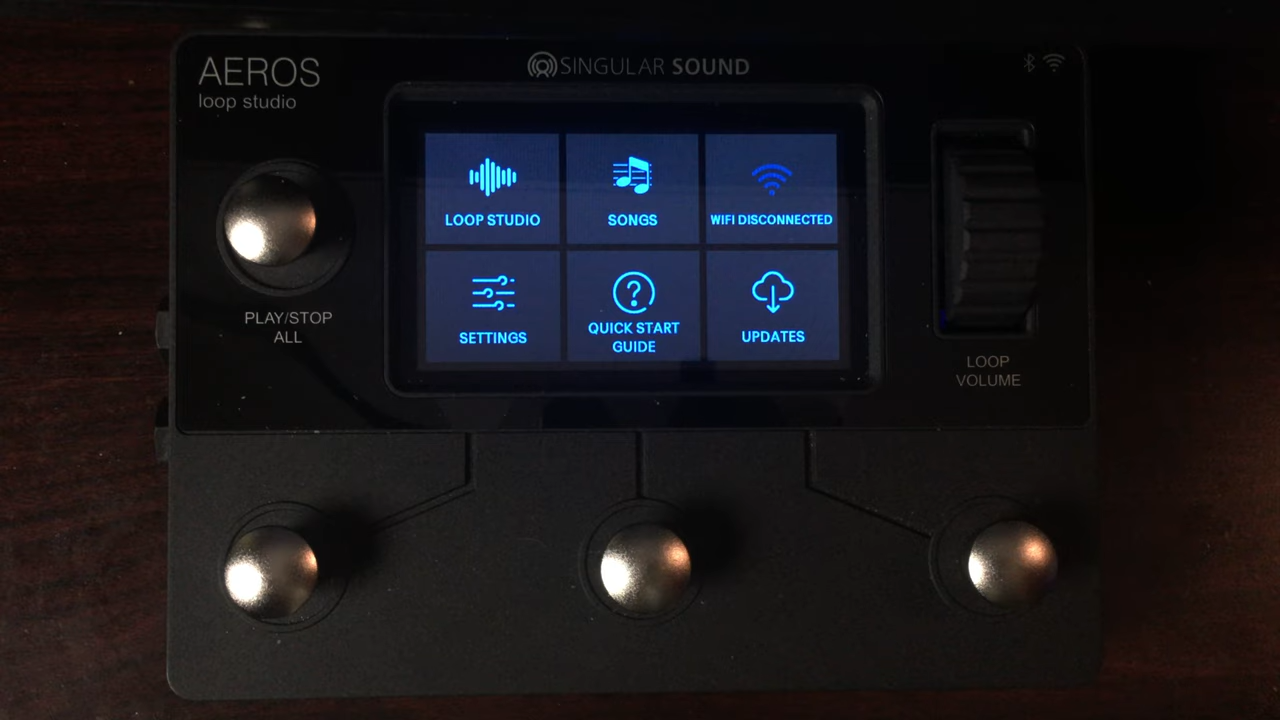 AEROS
loop studio
SINGULAR SOUND
LOOP STUDIO
SONGS
WIFI DISCONNECTED
SETTINGS
QUICK START
GUIDE
UPDATES
PLAY/STOP
ALL
LOOP
VOLUME